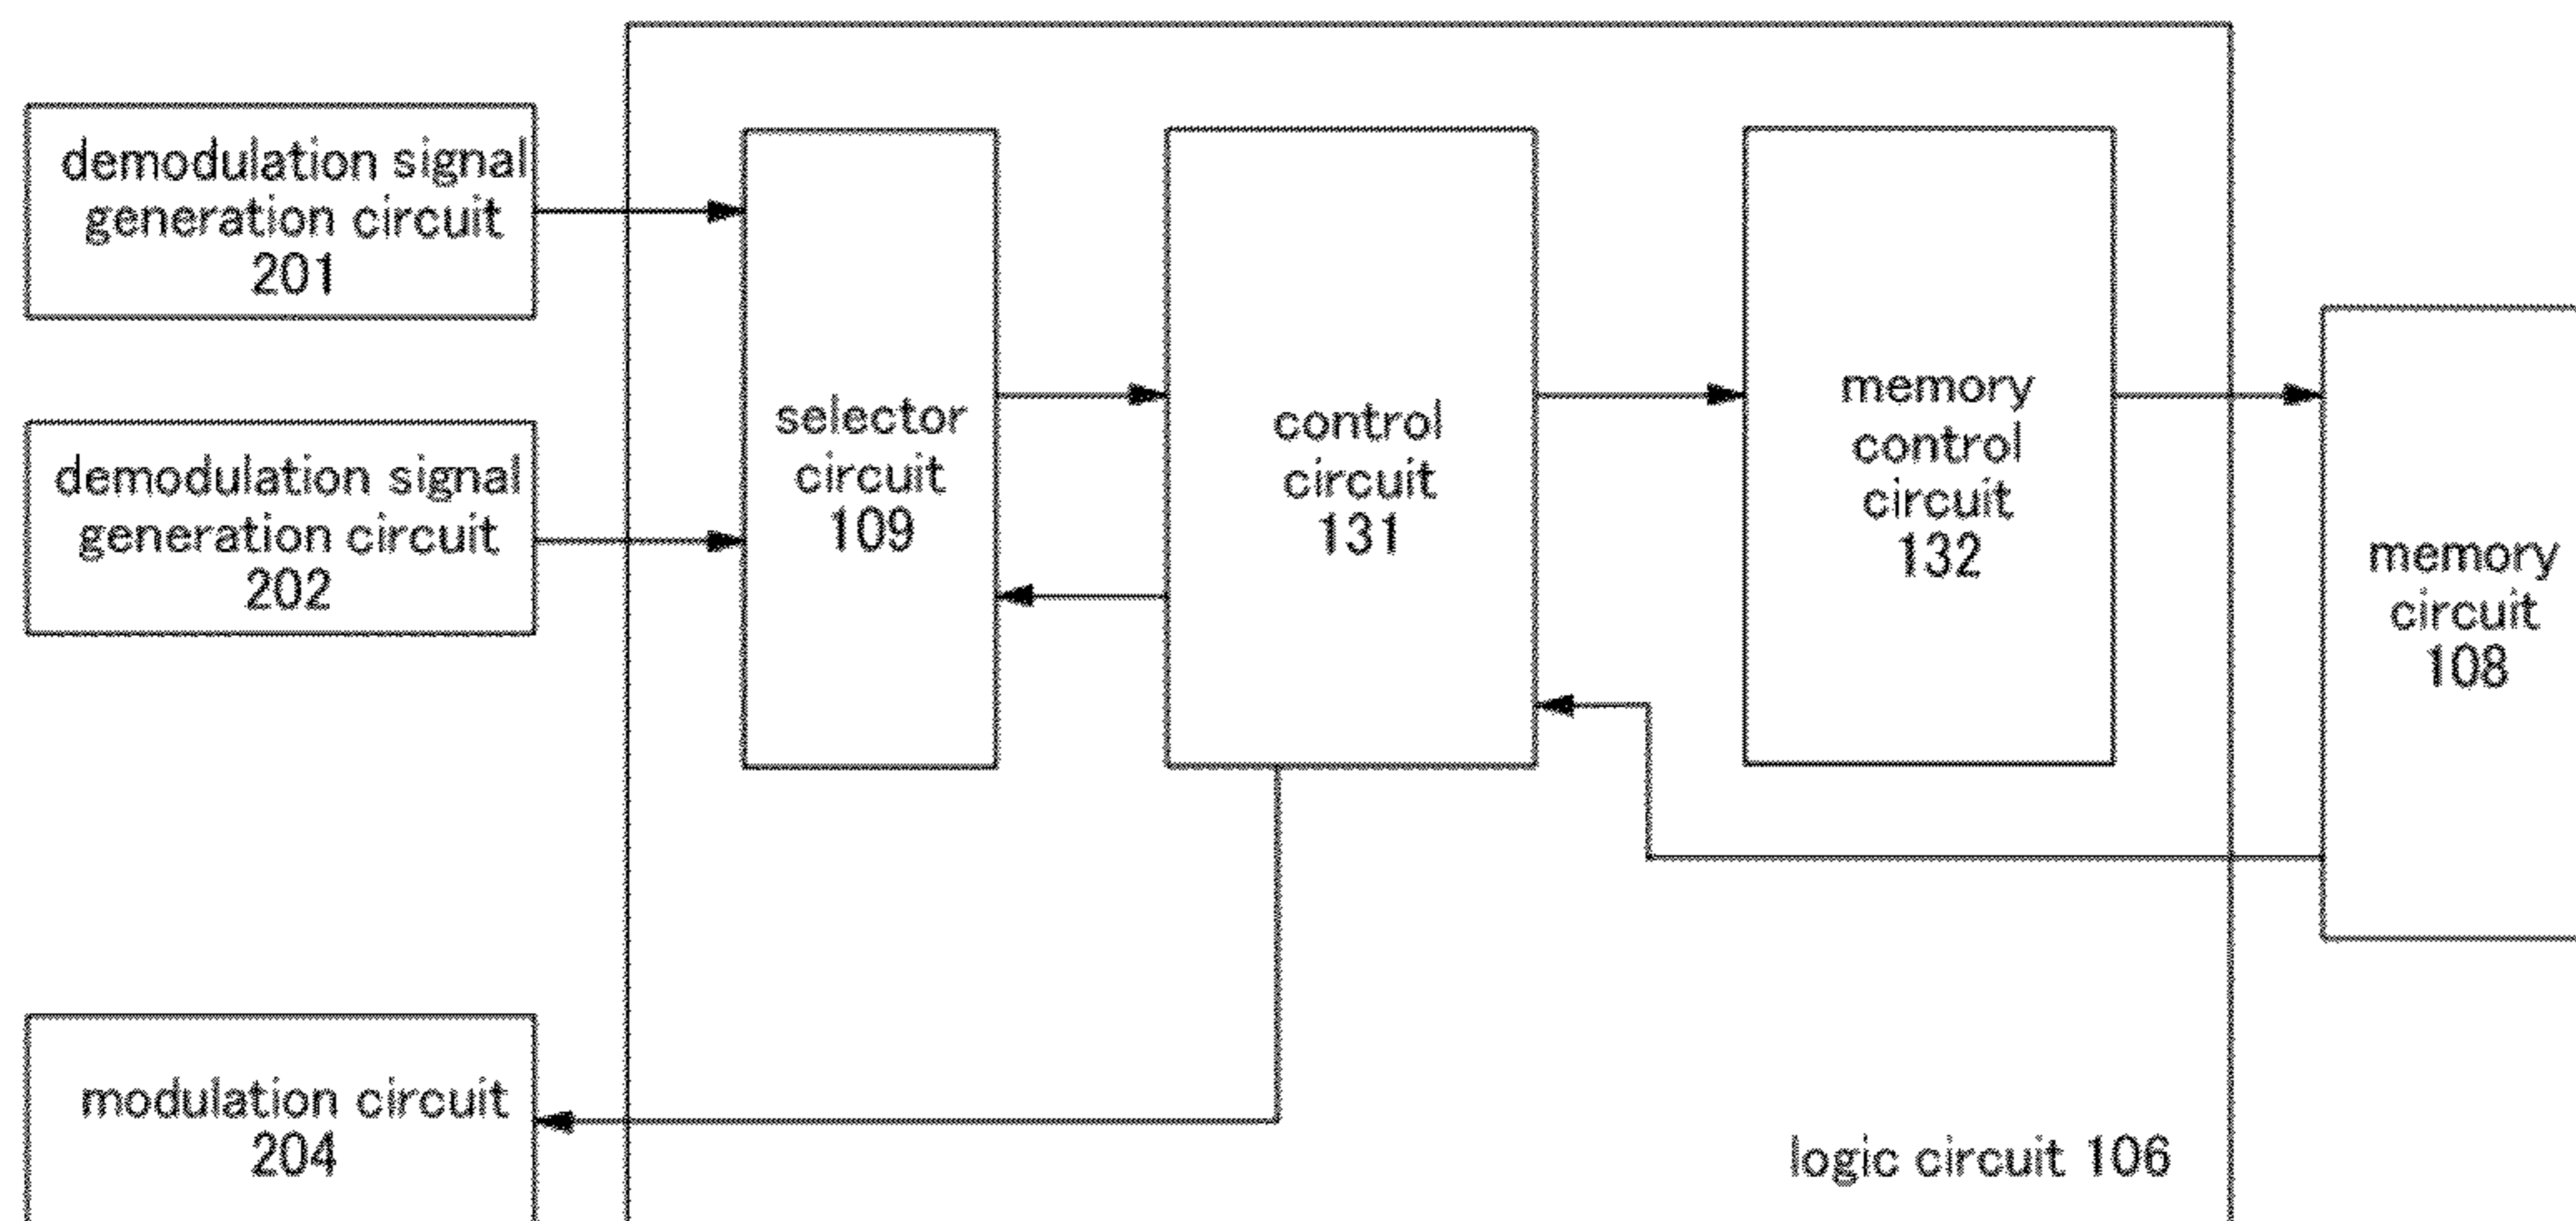 demodulation signal
generation circuit
201
demodulation signal
generation circuit
202
selector
circuit
109
control
circuit
131
memory
control
circuit
132
memory
circuit
108
modulation circuit
204
logic circuit 106